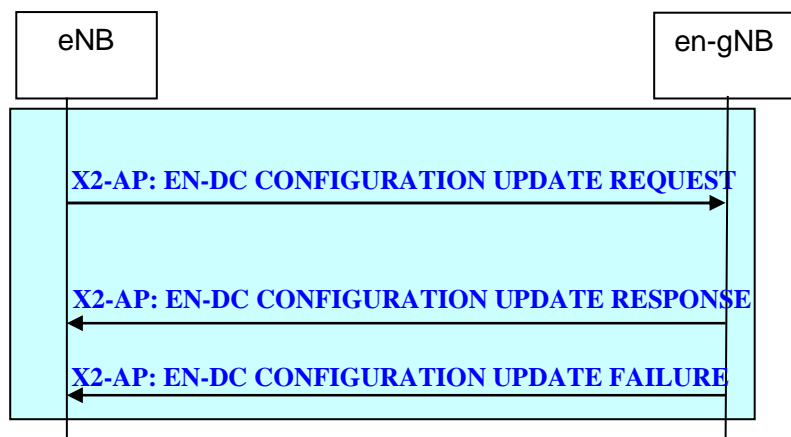 eNB
en-gNB
X2-AP: EN-DC CONFIGURATION UPDATE REQUEST
X2-AP: EN-DC CONFIGURATION UPDATE RESPONSE
X2-AP: EN-DC CONFIGURATION UPDATE FAILURE